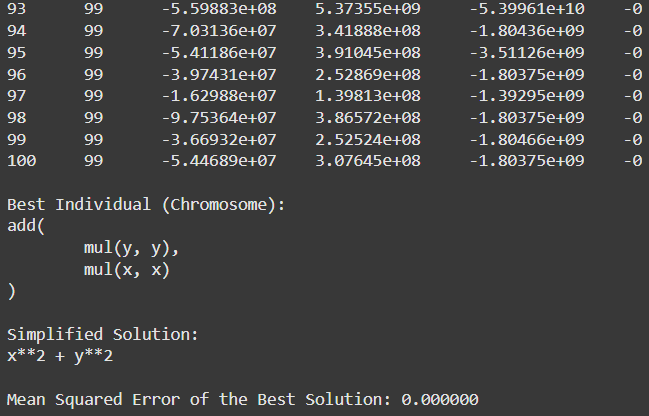 93      99      -5.59883e+08    5.37355e+09     -5.39961e+10    -0
94      99      -7.03136e+07    3.41888e+08     -1.80436e+09    -0
95      99      -5.41186e+07    3.91045e+08     -3.51126e+09    -0
96      99      -3.97431e+07    2.52869e+08     -1.80375e+09    -0
97      99      -1.62988e+07    1.39813e+08     -1.39295e+09    -0
98      99      -9.75364e+07    3.86572e+08     -1.80375e+09    -0
99      99      -3.66932e+07    2.52524e+08     -1.80466e+09    -0
100     99      -5.44689e+07    3.07645e+08     -1.80375e+09    -0
Best Individual (Chromosome):
add(
        mul(y, y),
        mul(x, x)
)
Simplified Solution:
x**2 + y**2
Mean Squared Error of the Best Solution: 0.000000